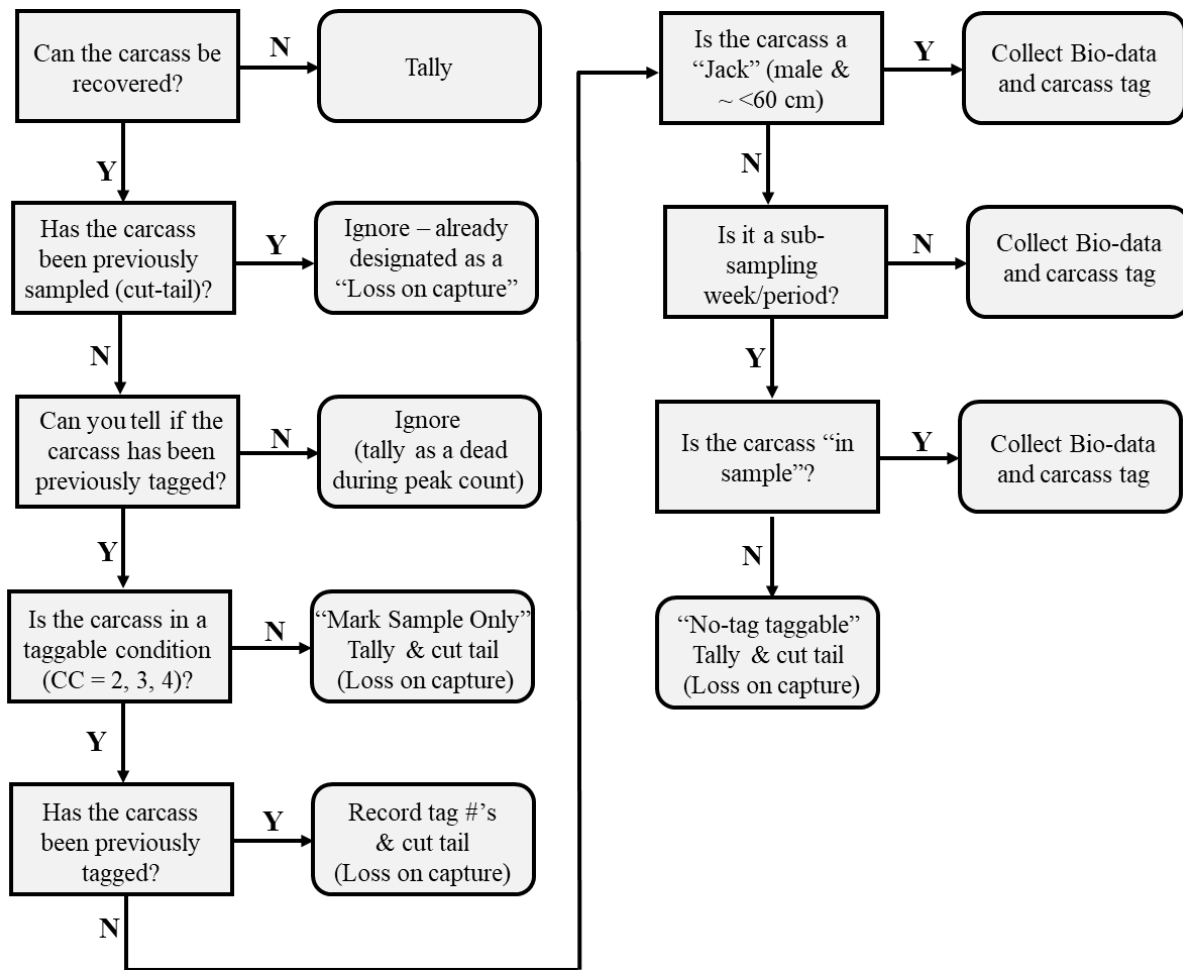 Can the carcass be
recovered?
N
Tally
Y
Has the carcass
been previously
sampled (cut-tail)?
Y
Ignore – already
designated as a
“Loss on capture”
N
Can you tell if the
carcass has been
previously tagged?
N
Ignore
(tally as a dead
during peak count)
Y
Is the carcass in a
taggable condition
(CC = 2, 3, 4)?
N
“Mark Sample Only”
Tally & cut tail
(Loss on capture)
Y
Has the carcass
been previously
tagged?
Y
Record tag #’s
& cut tail
(Loss on capture)
N
Is the carcass a
“Jack” (male &
~ <60 cm)
Y
Collect Bio-data
and carcass tag
N
Is it a sub-
sampling
week/period?
N
Collect Bio-data
and carcass tag
Y
Is the carcass “in
sample”?
Y
Collect Bio-data
and carcass tag
N
“No-tag taggable”
Tally & cut tail
(Loss on capture)